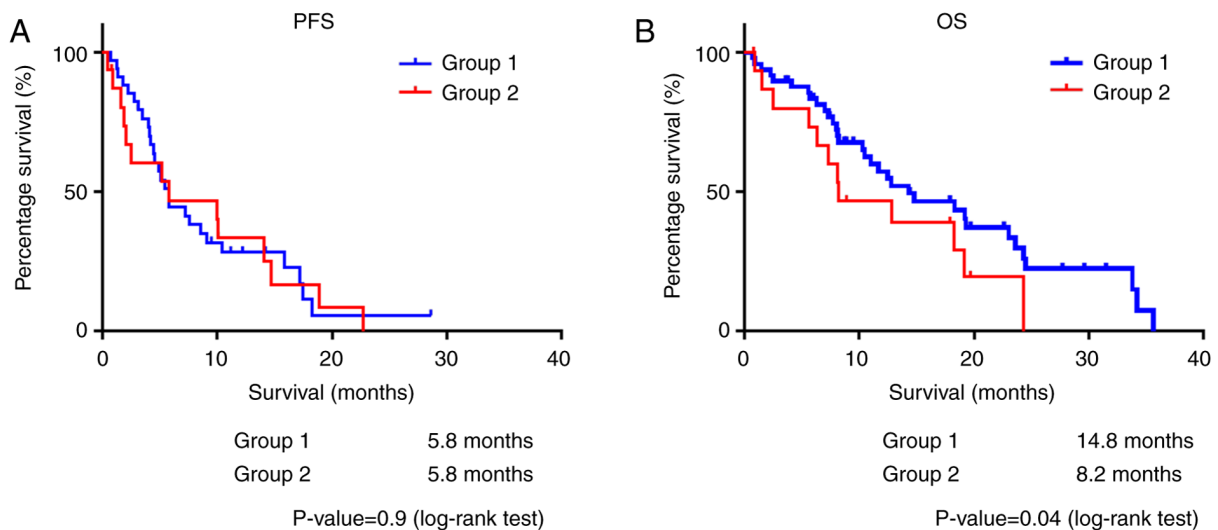 A
PFS
Percentage survival (%)
100
50
0
Group 1
Group 2
0 10 20 30 40
Survival (months)
Group 1 5.8 months
Group 2 5.8 months
P-value=0.9 (log-rank test)
B
OS
Percentage survival (%)
100
50
0
Group 1
Group 2
0 10 20 30 40
Survival (months)
Group 1 14.8 months
Group 2 8.2 months
P-value=0.04 (log-rank test)